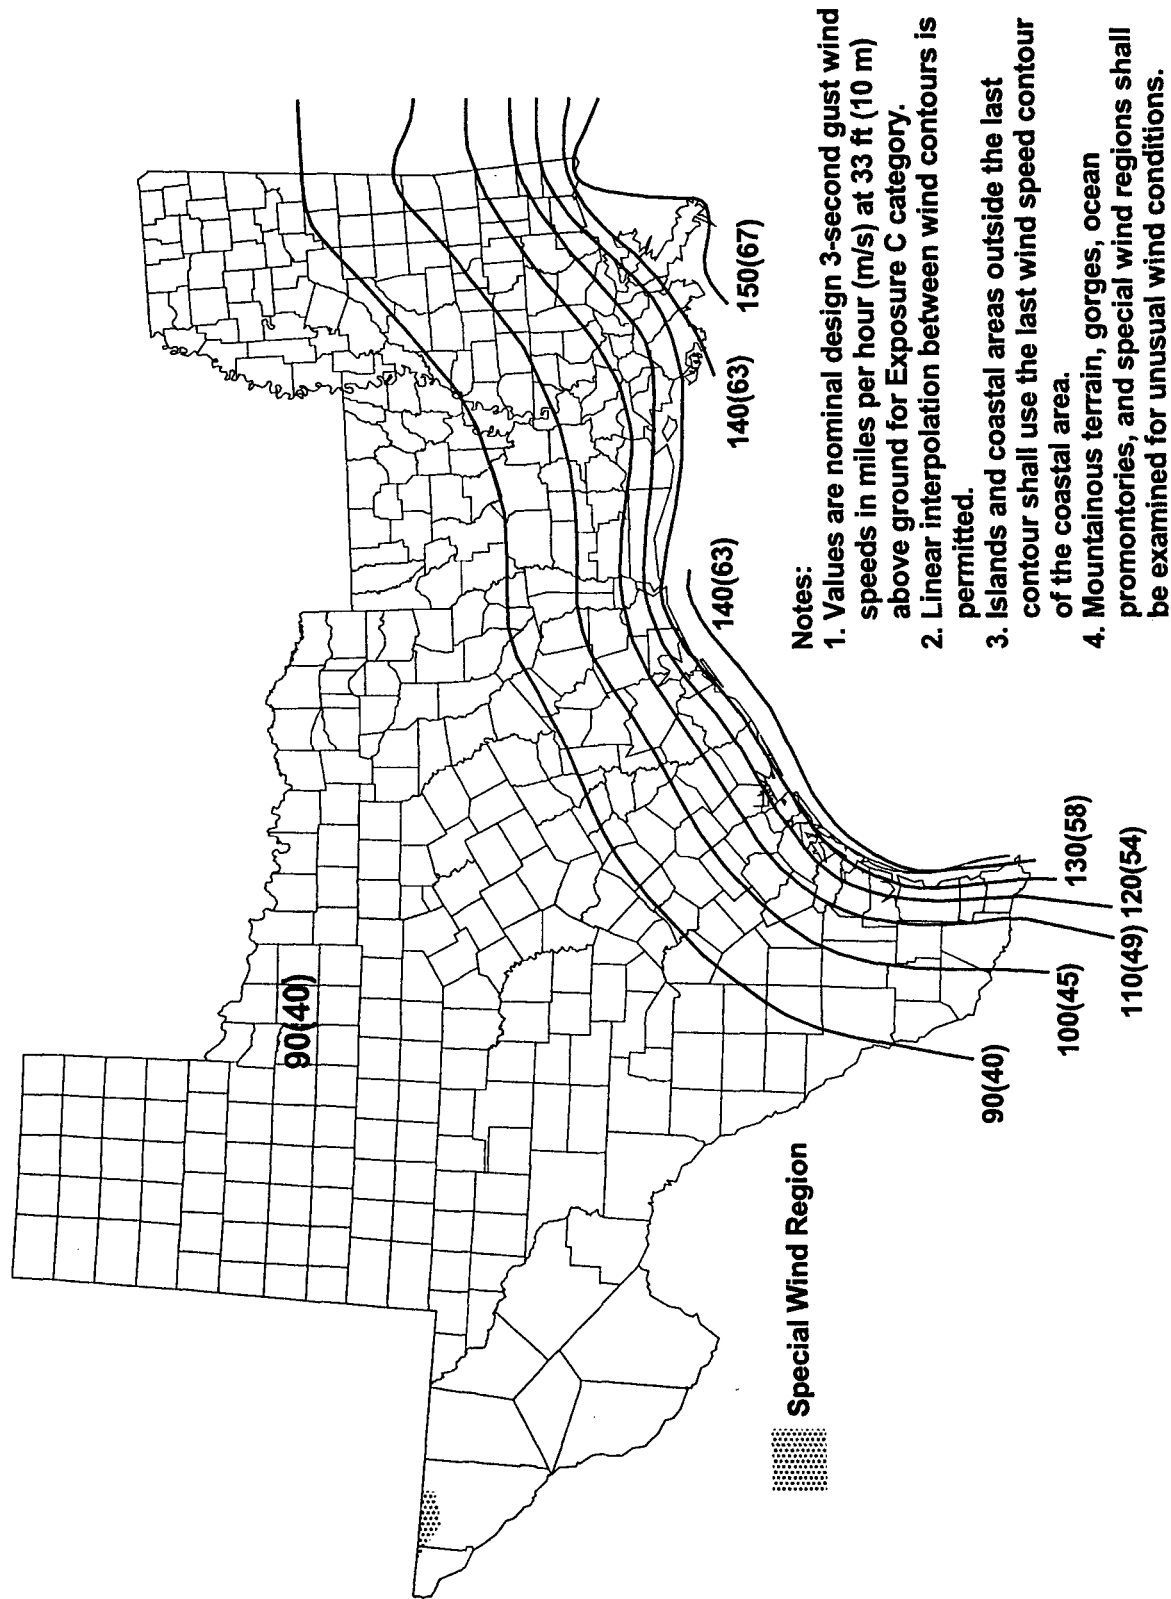 90(40)
Special Wind Region
90(40)
100(45)
110(49)
120(54)
130(58)
140(63)
140(63)
150(67)
Notes:
1. Values are nominal design 3-second gust wind
speeds in miles per hour (m/s) at 33 ft (10 m)
above ground for Exposure C category.
2. Linear interpolation between wind contours is
permitted.
3. Islands and coastal areas outside the last
contour shall use the last wind speed contour
of the coastal area.
4. Mountainous terrain, gorges, ocean
promontories, and special wind regions shall
be examined for unusual wind conditions.